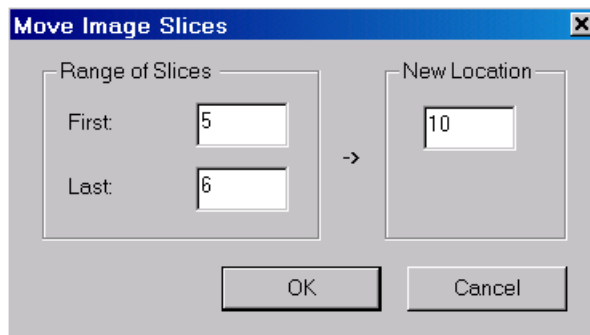 Move Image Slices
Range of Slices
New Location
First: 5
10
->
Last: 6
OK
Cancel